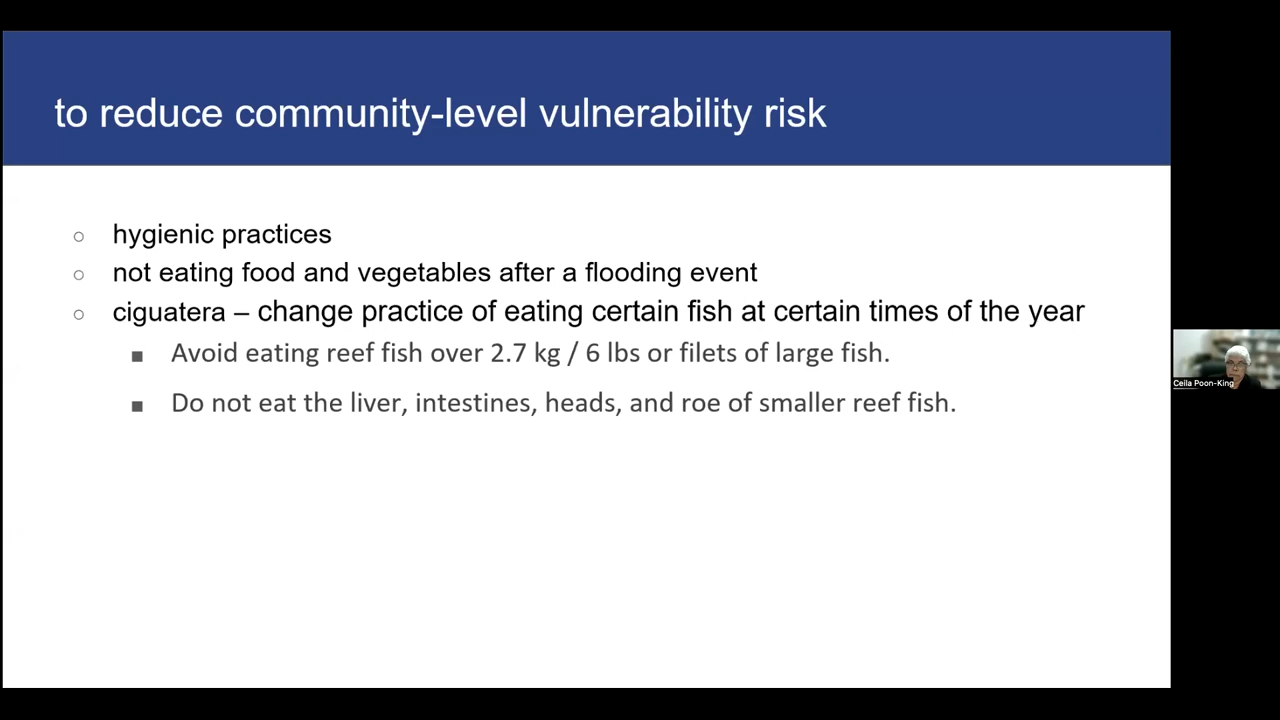 to reduce community-level vulnerability risk
○ hygienic practices
○ not eating food and vegetables after a flooding event
○ ciguatera – change practice of eating certain fish at certain times of the year
■ Avoid eating reef fish over 2.7 kg / 6 lbs or filets of large fish.
■ Do not eat the liver, intestines, heads, and roe of smaller reef fish.
Ceila Poon-King